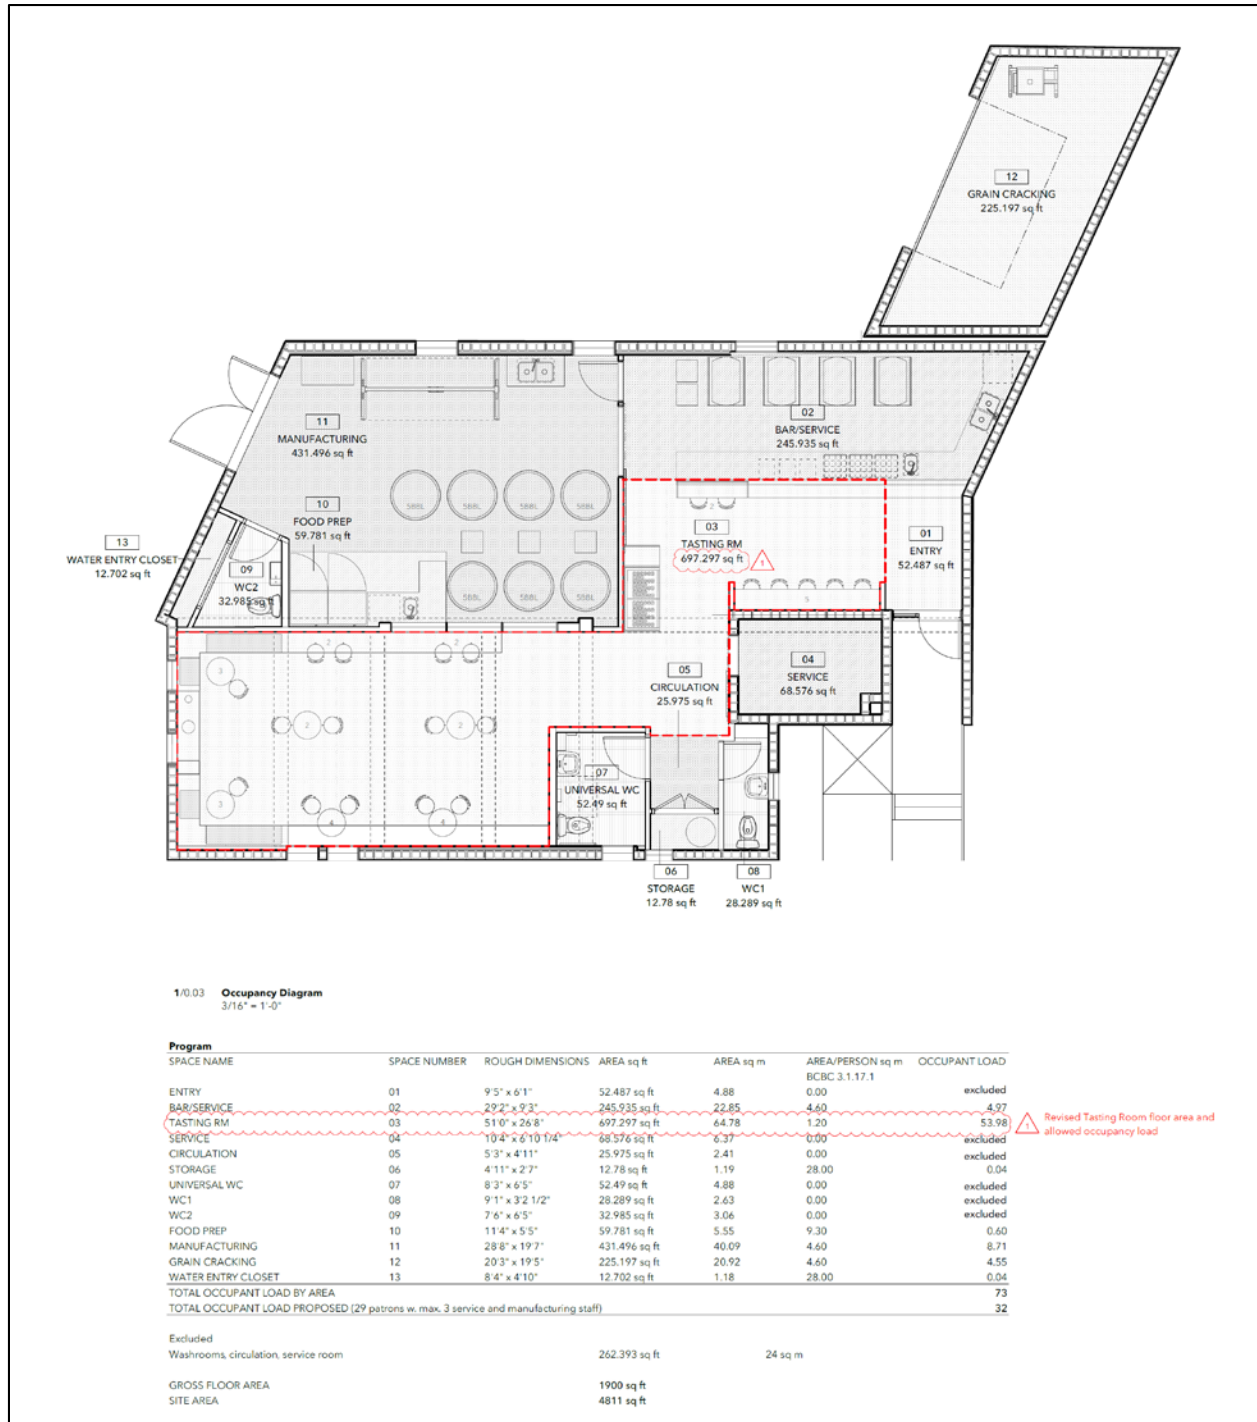 12
GRAIN CRACKING
225.197 sq ft
02
BAR/SERVICE
245.935 sq ft
11
MANUFACTURING
431.496 sq ft
5BBL 5BBL 5BBL 5BBL
10
FOOD PREP
59.781 sq ft
2
03
TASTING RM
697.297 sq ft
1
01
ENTRY
52.487 sq ft
13
WATER ENTRY CLOSET
12.702 sq ft
09
WC2
32.985 sq ft
5BBL 5BBL 5BBL
5
2 2
04
SERVICE
68.576 sq ft
05
CIRCULATION
25.975 sq ft
3
2 2
07
UNIVERSAL WC
52.49 sq ft
3
4 4
06
STORAGE
12.78 sq ft
08
WC1
28.289 sq ft
1/0.03 Occupancy Diagram
3/16" = 1'-0"
Program
SPACE NAME SPACE NUMBER ROUGH DIMENSIONS AREA sq ft AREA sq m AREA/PERSON sq m OCCUPANT LOAD
BCBC 3.1.17.1
ENTRY 01 9'5" x 6'1" 52.487 sq ft 4.88 0.00 excluded
BAR/SERVICE 02 29'2" x 9'3" 245.935 sq ft 22.85 4.60 4.97
TASTING RM 03 51'0" x 26'8" 697.297 sq ft 64.78 1.20 53.98
1 Revised Tasting Room floor area and
allowed occupancy load
SERVICE 04 10'4" x 6'10 1/4" 68.576 sq ft 6.37 0.00 excluded
CIRCULATION 05 5'3" x 4'11" 25.975 sq ft 2.41 0.00 excluded
STORAGE 06 4'11" x 2'7" 12.78 sq ft 1.19 28.00 0.04
UNIVERSAL WC 07 8'3" x 6'5" 52.49 sq ft 4.88 0.00 excluded
WC1 08 9'1" x 3'2 1/2" 28.289 sq ft 2.63 0.00 excluded
WC2 09 7'6" x 6'5" 32.985 sq ft 3.06 0.00 excluded
FOOD PREP 10 11'4" x 5'5" 59.781 sq ft 5.55 9.30 0.60
MANUFACTURING 11 28'8" x 19'7" 431.496 sq ft 40.09 4.60 8.71
GRAIN CRACKING 12 20'3" x 19'5" 225.197 sq ft 20.92 4.60 4.55
WATER ENTRY CLOSET 13 8'4" x 4'10" 12.702 sq ft 1.18 28.00 0.04
TOTAL OCCUPANT LOAD BY AREA 73
TOTAL OCCUPANT LOAD PROPOSED (29 patrons w. max. 3 service and manufacturing staff) 32
Excluded
Washrooms, circulation, service room 262.393 sq ft 24 sq m
GROSS FLOOR AREA 1900 sq ft
SITE AREA 4811 sq ft